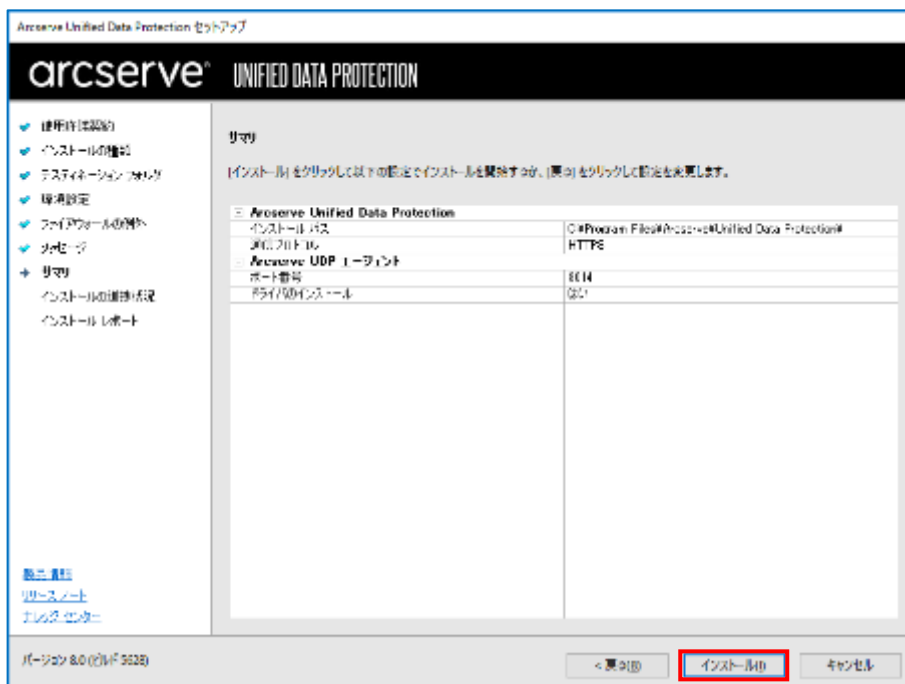 Arcserve Unified Data Protection セットアップ
arcserve® UNIFIED DATA PROTECTION
使用許諾契約
インストールの種類
デスティネーション フォルダ
環境設定
ファイアウォールの例外
メッセージ
サマリ
インストールの進捗状況
インストール レポート
サマリ
[インストール] をクリックして以下の設定でインストールを開始するか、[戻る] をクリックして設定を変更します。
Arcserve Unified Data Protection
インストール パス C:¥Program Files¥Arcserve¥Unified Data Protection¥
通信プロトコル HTTPS
Arcserve UDP エージェント
ポート番号 8014
ドライバのインストール はい
製品情報
リリース ノート
ナレッジ センター
バージョン 8.0 (ビルド 5628)
< 戻る(B)
インストール(I)
キャンセル